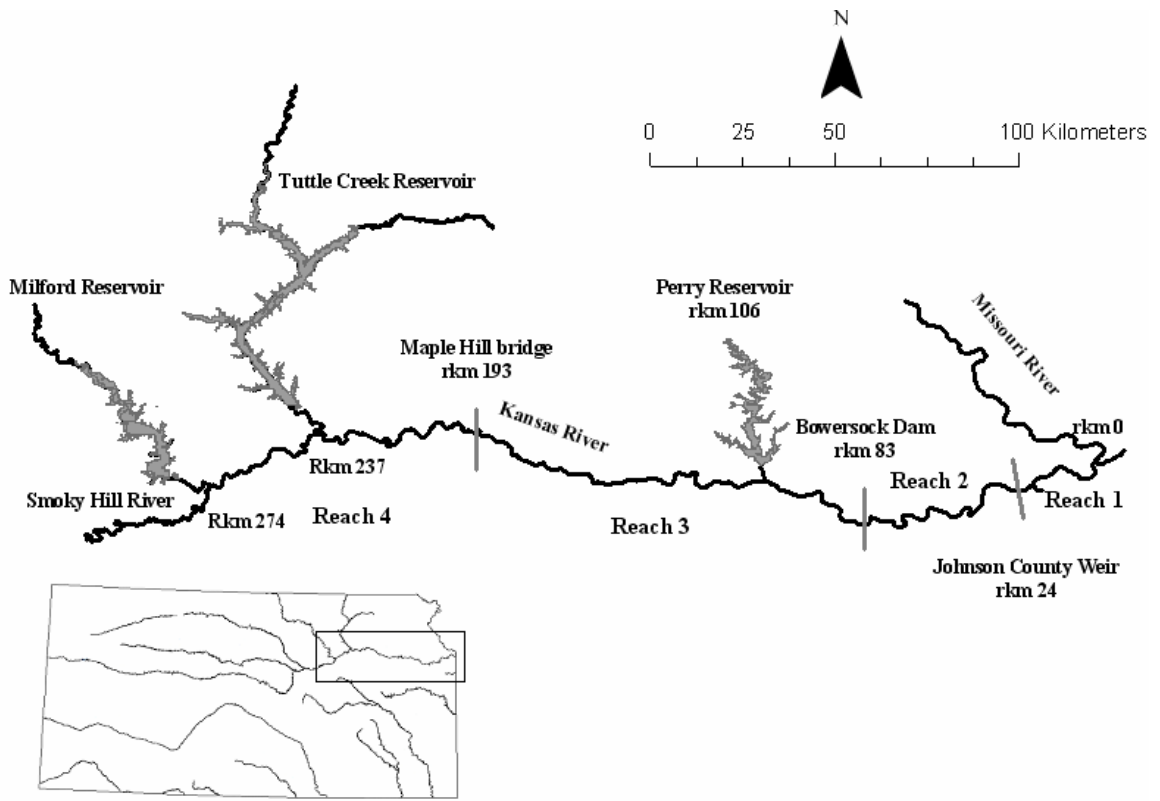 N
0 25 50 100 Kilometers
Tuttle Creek Reservoir
Milford Reservoir
Perry Reservoir
rkm 106
Missouri River
Maple Hill bridge
rkm 193
Kansas River
Bowersock Dam
rkm 83
rkm 0
Rkm 237
Reach 2
Smoky Hill River
Reach 1
Rkm 274
Reach 4
Reach 3
Johnson County Weir
rkm 24